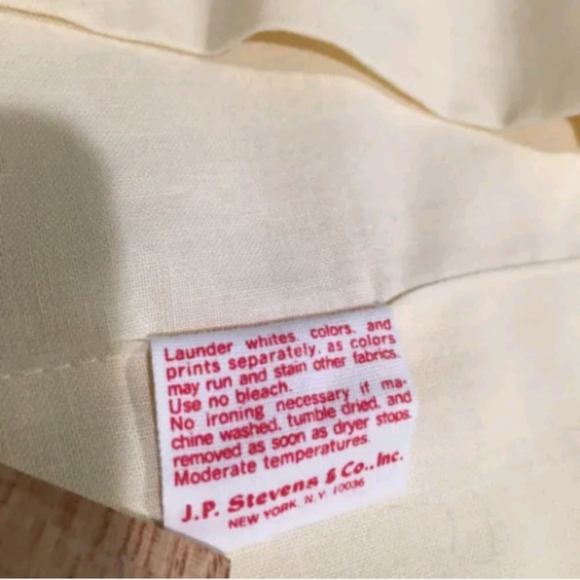 Launder whites, colors, and
prints separately, as colors
may run and stain other fabrics.
Use no bleach.
No ironing necessary if ma-
chine washed, tumble dried, and
removed as soon as dryer stops.
Moderate temperatures.
J.P. Stevens & Co., Inc.
NEW YORK, N.Y. 10036